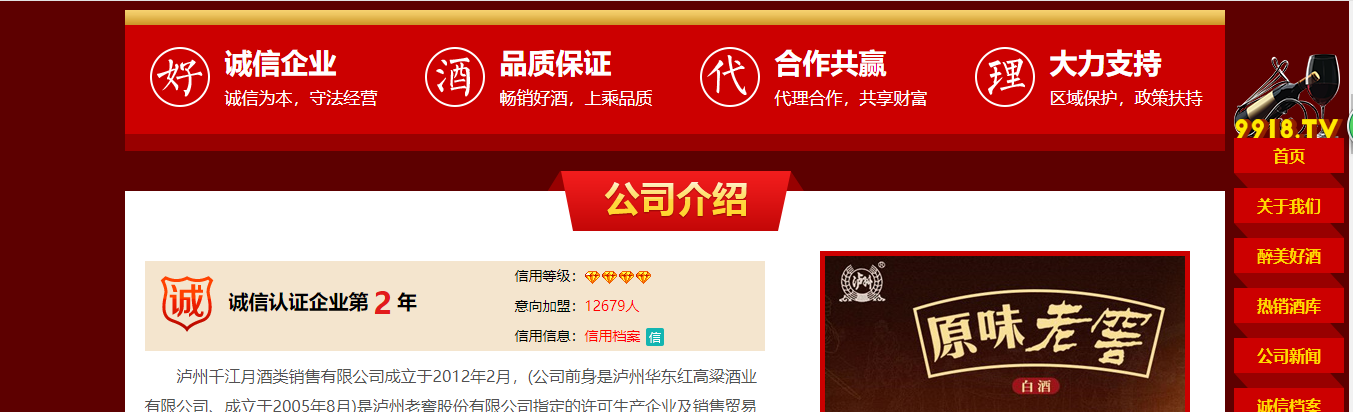 好 诚信企业
诚信为本，守法经营
酒 品质保证
畅销好酒，上乘品质
代 合作共赢
代理合作，共享财富
理 大力支持
区域保护，政策扶持
9918.TV
首页
关于我们
醉美好酒
热销酒库
公司新闻
诚信档案
公司介绍
诚 诚信认证企业第 2 年
信用等级：
意向加盟：12679人
信用信息：信用档案 信
泸州千江月酒类销售有限公司成立于2012年2月，(公司前身是泸州华东红高粱酒业
有限公司、成立于2005年8月)是泸州老窖股份有限公司指定的许可生产企业及销售贸易
泸州
®
原味老窖
白酒